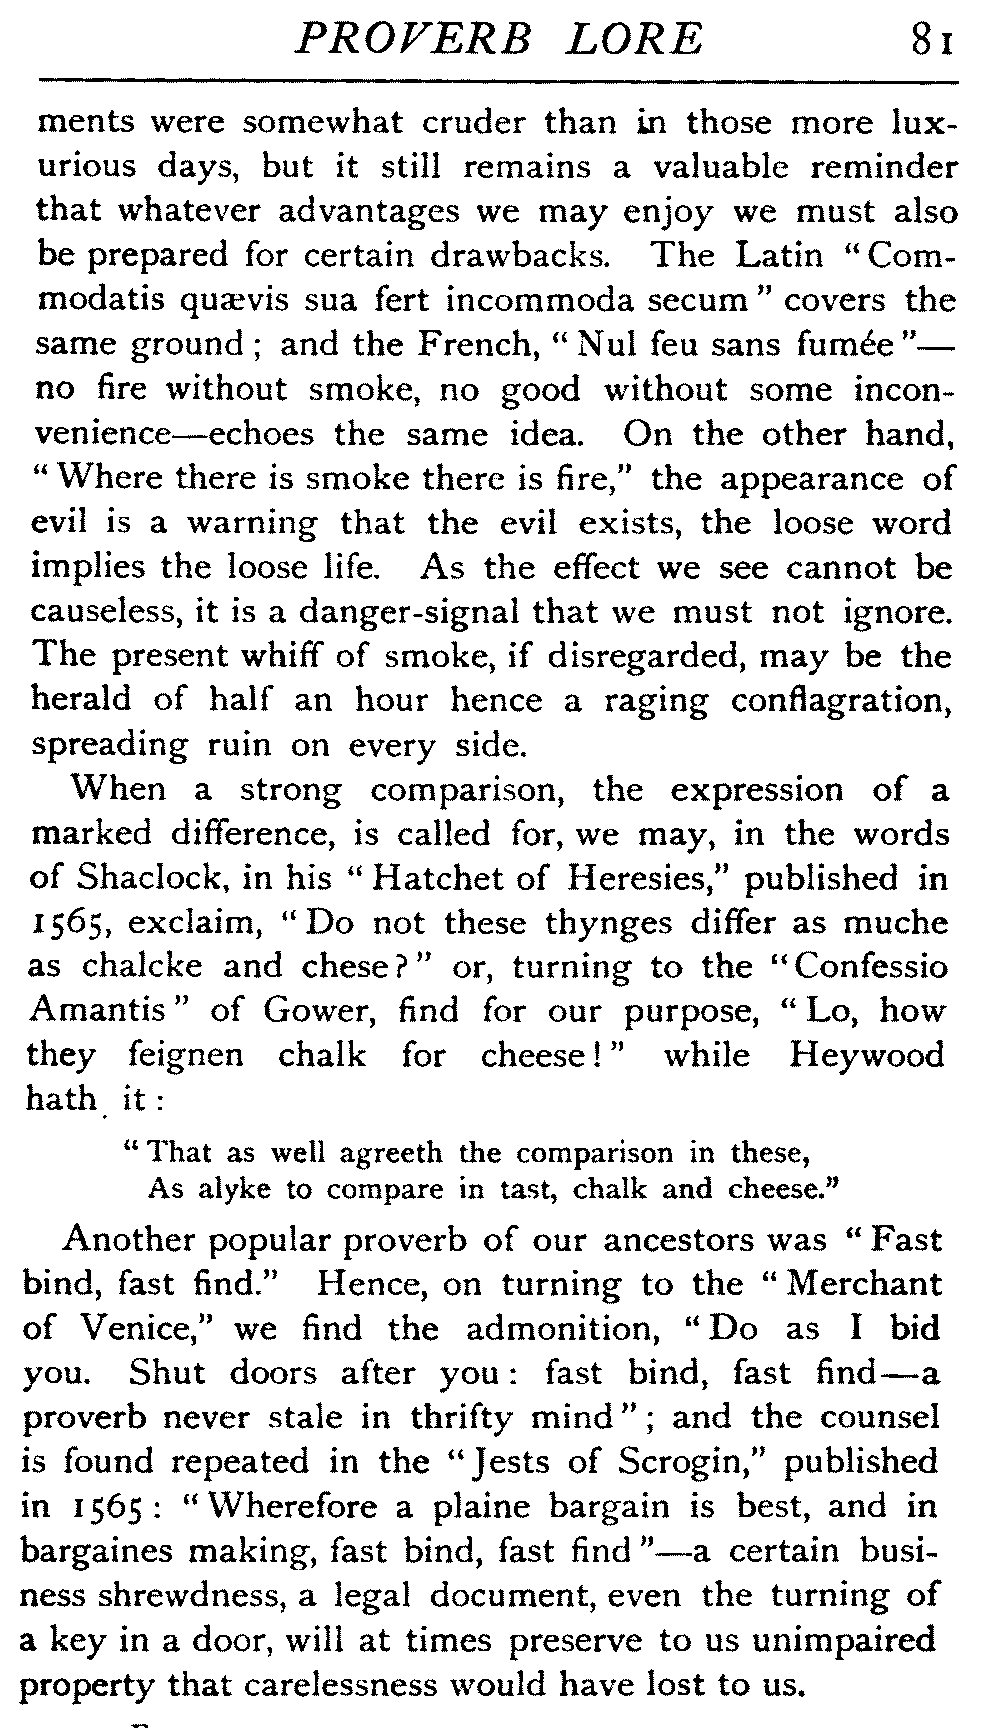 PROVERB LORE 81
ments were somewhat cruder than in those more lux-
urious days, but it still remains a valuable reminder
that whatever advantages we may enjoy we must also
be prepared for certain drawbacks. The Latin “Com-
modatis quævis sua fert incommoda secum” covers the
same ground; and the French, “Nul feu sans fumée”—
no fire without smoke, no good without some incon-
venience—echoes the same idea. On the other hand,
“Where there is smoke there is fire,” the appearance of
evil is a warning that the evil exists, the loose word
implies the loose life. As the effect we see cannot be
causeless, it is a danger-signal that we must not ignore.
The present whiff of smoke, if disregarded, may be the
herald of half an hour hence a raging conflagration,
spreading ruin on every side.
When a strong comparison, the expression of a
marked difference, is called for, we may, in the words
of Shaclock, in his “Hatchet of Heresies,” published in
1565, exclaim, “Do not these thynges differ as muche
as chalcke and chese?” or, turning to the “Confessio
Amantis” of Gower, find for our purpose, “Lo, how
they feignen chalk for cheese!” while Heywood
hath it:
“That as well agreeth the comparison in these,
As alyke to compare in tast, chalk and cheese.”
Another popular proverb of our ancestors was “Fast
bind, fast find.” Hence, on turning to the “Merchant
of Venice,” we find the admonition, “Do as I bid
you. Shut doors after you: fast bind, fast find—a
proverb never stale in thrifty mind”; and the counsel
is found repeated in the “Jests of Scrogin,” published
in 1565: “Wherefore a plaine bargain is best, and in
bargaines making, fast bind, fast find”—a certain busi-
ness shrewdness, a legal document, even the turning of
a key in a door, will at times preserve to us unimpaired
property that carelessness would have lost to us.